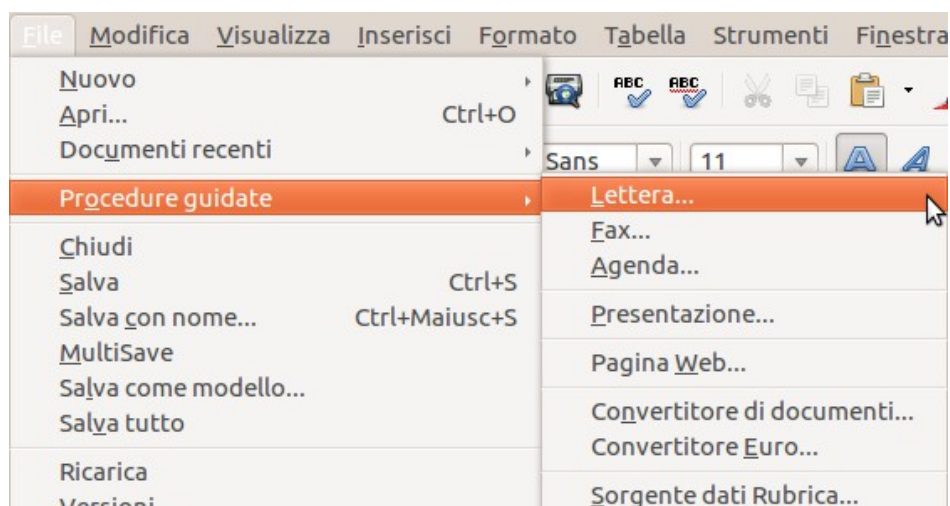 File Modifica Visualizza Inserisci Formato Tabella Strumenti Finestra
Nuovo
Apri... Ctrl+O
Documenti recenti
Procedure guidate
Chiudi
Salva Ctrl+S
Salva con nome... Ctrl+Maiusc+S
MultiSave
Salva come modello...
Salva tutto
Ricarica
Versioni
ABC ABC
Sans 11
Lettera...
Fax...
Agenda...
Presentazione...
Pagina Web...
Convertitore di documenti...
Convertitore Euro...
Sorgente dati Rubrica...